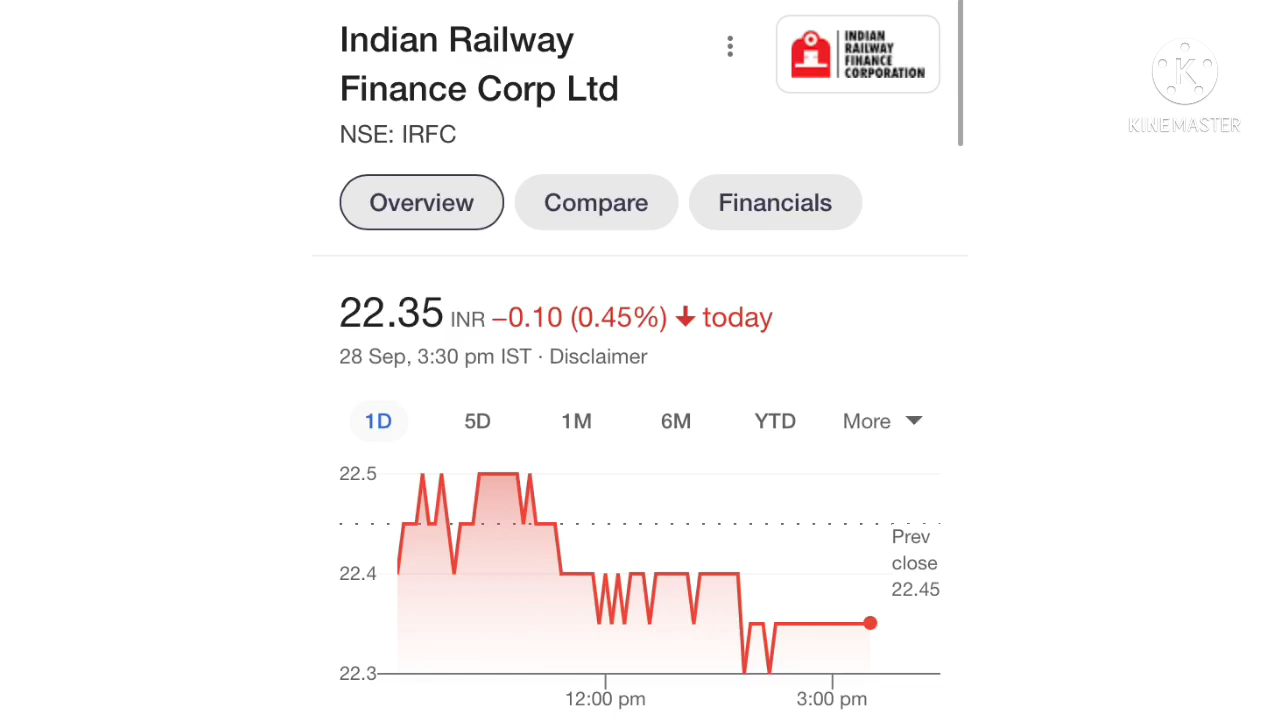 Indian Railway
Finance Corp Ltd
NSE: IRFC
INDIAN
RAILWAY
FINANCE
CORPORATION
K
KINEMASTER
Overview Compare Financials
22.35 INR −0.10 (0.45%) ↓ today
28 Sep, 3:30 pm IST · Disclaimer
1D 5D 1M 6M YTD More
22.5
Prev
close
22.45
22.4
22.3
12:00 pm 3:00 pm